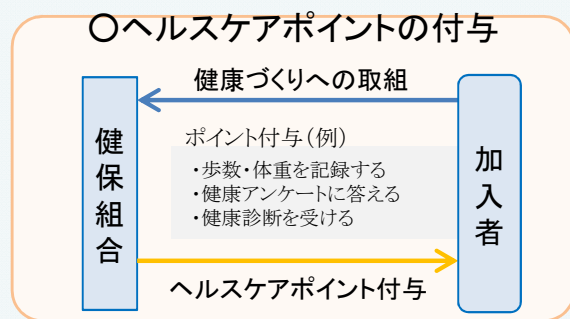 〇ヘルスケアポイントの付与
健康づくりへの取組
健保組合
ポイント付与(例)
・歩数・体重を記録する
・健康アンケートに答える
・健康診断を受ける
加入者
ヘルスケアポイント付与